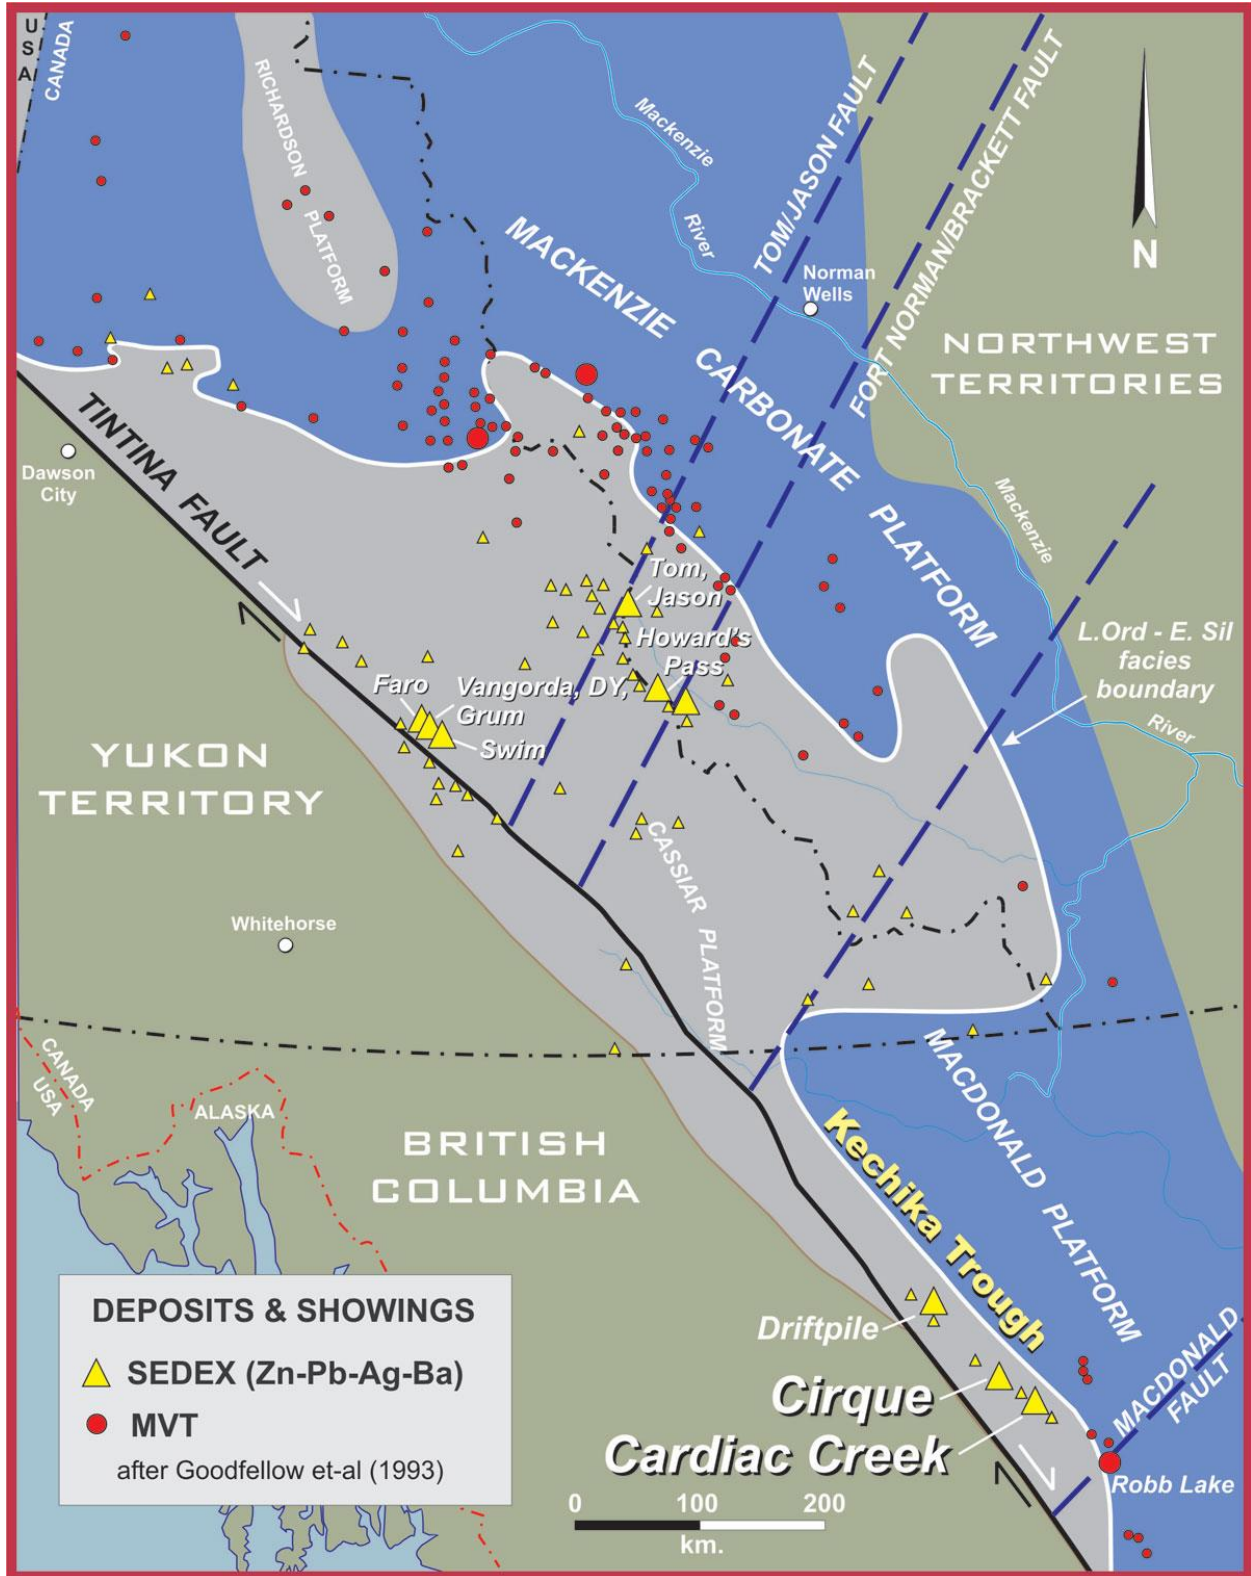 U
S
A
CANADA
RICHARDSON
PLATFORM
Mackenzie
River
TOM/JASON FAULT
FORT NORMAN/BRACKETT FAULT
N
Norman
Wells
MACKENZIE CARBONATE PLATFORM
NORTHWEST
TERRITORIES
TINTINA FAULT
Dawson
City
Mackenzie
River
Tom,
Jason
Howard's
Pass
L.Ord - E. Sil
facies
boundary
Faro
Vangorda, DY,
Grum
Swim
YUKON
TERRITORY
CASSIAR PLATFORM
Whitehorse
CANADA
USA
ALASKA
BRITISH
COLUMBIA
MACDONALD PLATFORM
Kechika Trough
Driftpile
Cirque
Cardiac Creek
MACDONALD
FAULT
Robb Lake
DEPOSITS & SHOWINGS
SEDEX (Zn-Pb-Ag-Ba)
MVT
after Goodfellow et-al (1993)
0 100 200
km.